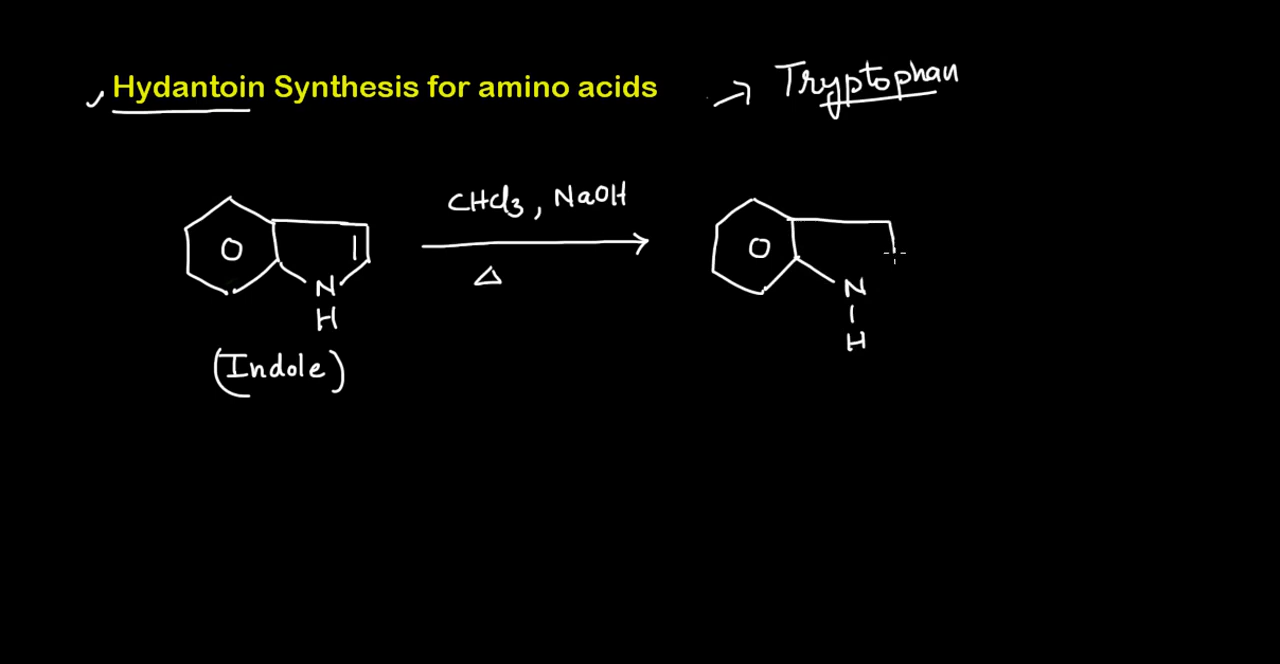 Hydantoin Synthesis for amino acids → Tryptophan
CHCl3, NaOH
Δ
N
H
N
H
(Indole)